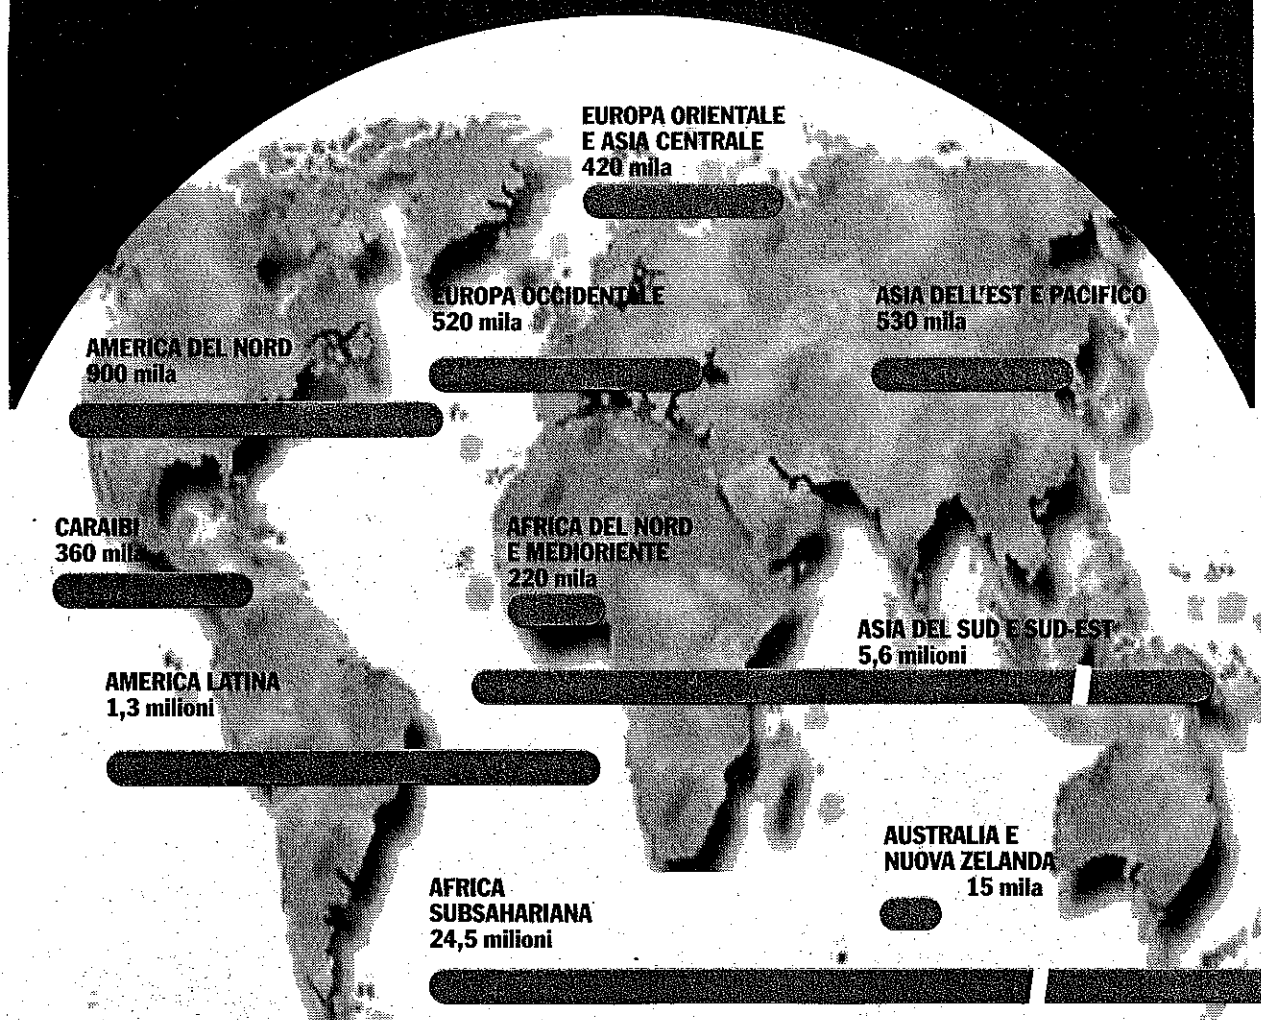 EUROPA ORIENTALE
E ASIA CENTRALE
420 mila
EUROPA OCCIDENTALE
520 mila
ASIA DELL'EST E PACIFICO
530 mila
AMERICA DEL NORD
900 mila
CARAIBI
360 mila
AFRICA DEL NORD
E MEDIORIENTE
220 mila
ASIA DEL SUD E SUD-EST
5,6 milioni
AMERICA LATINA
1,3 milioni
AUSTRALIA E
NUOVA ZELANDA
15 mila
AFRICA
SUBSAHARIANA
24,5 milioni